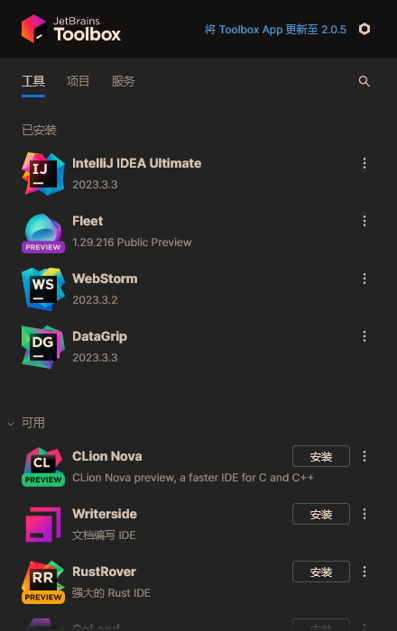 JetBrains
Toolbox
将 Toolbox App 更新至 2.0.5
工具 项目 服务
已安装
IJ
IntelliJ IDEA Ultimate
2023.3.3
Fleet
PREVIEW
1.29.216 Public Preview
WS
WebStorm
2023.3.2
DG
DataGrip
2023.3.3
可用
CL
PREVIEW
CLion Nova
安装
CLion Nova preview, a faster IDE for C and C++
Writerside
安装
文档编写 IDE
RR
PREVIEW
RustRover
安装
强大的 Rust IDE
GoLand
安装